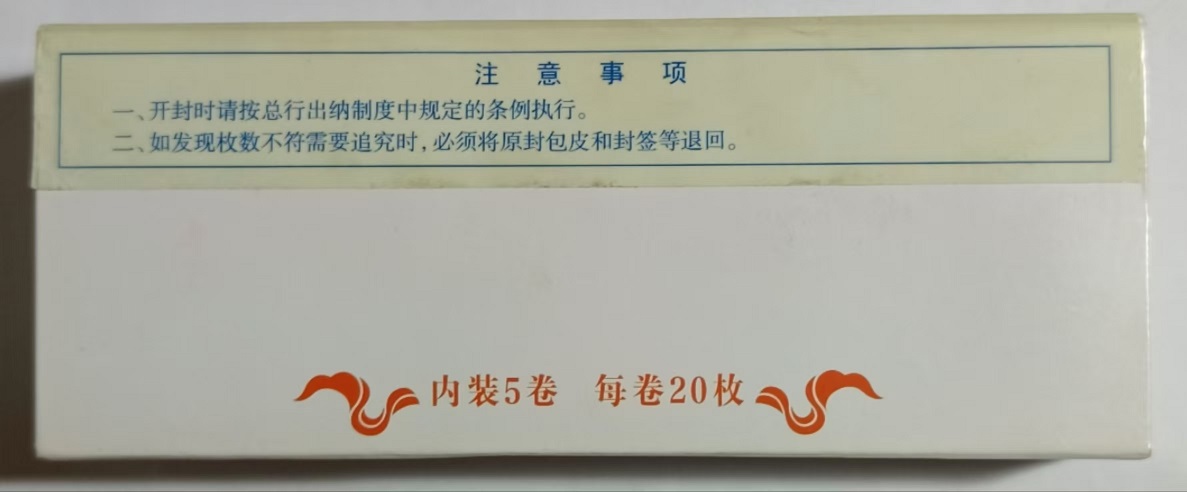 注意事项
一、开封时请按总行出纳制度中规定的条例执行。
二、如发现枚数不符需要追究时,必须将原封包皮和封签等退回。
内装5卷 每卷20枚